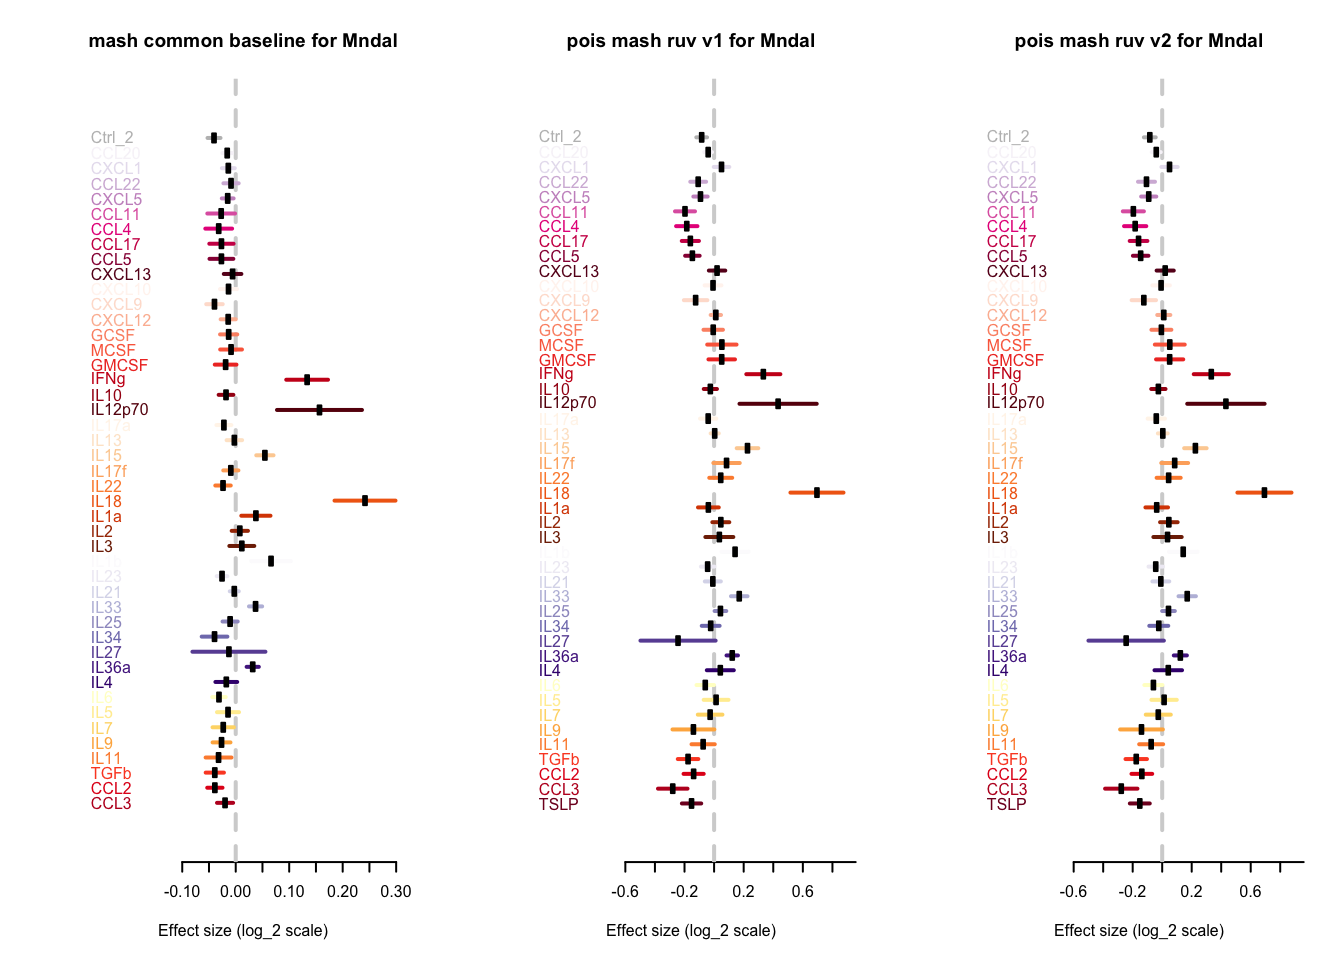 mash common baseline for Mndal
Ctrl_2
CCL20
CXCL1
CCL22
CXCL5
CCL11
CCL4
CCL17
CCL5
CXCL13
CXCL10
CXCL9
CXCL12
GCSF
MCSF
GMCSF
IFNg
IL10
IL12p70
IL17a
IL13
IL15
IL17f
IL22
IL18
IL1a
IL2
IL3
IL23
IL21
IL33
IL25
IL34
IL27
IL36a
IL4
IL5
IL7
IL9
IL11
TGFb
CCL2
CCL3
-0.10 0.00 0.10 0.20 0.30
Effect size (log_2 scale)
pois mash ruv v1 for Mndal
Ctrl_2
CCL20
CXCL1
CCL22
CXCL5
CCL11
CCL4
CCL17
CCL5
CXCL13
CXCL10
CXCL9
CXCL12
GCSF
MCSF
GMCSF
IFNg
IL10
IL12p70
IL17a
IL13
IL15
IL17f
IL22
IL18
IL1a
IL2
IL3
IL23
IL21
IL33
IL25
IL34
IL27
IL36a
IL4
IL5
IL7
IL9
IL11
TGFb
CCL2
CCL3
TSLP
-0.6 -0.2 0.2 0.6
Effect size (log_2 scale)
pois mash ruv v2 for Mndal
Ctrl_2
CCL20
CXCL1
CCL22
CXCL5
CCL11
CCL4
CCL17
CCL5
CXCL13
CXCL10
CXCL9
CXCL12
GCSF
MCSF
GMCSF
IFNg
IL10
IL12p70
IL17a
IL13
IL15
IL17f
IL22
IL18
IL1a
IL2
IL3
IL23
IL21
IL33
IL25
IL34
IL27
IL36a
IL4
IL5
IL7
IL9
IL11
TGFb
CCL2
CCL3
TSLP
-0.6 -0.2 0.2 0.6
Effect size (log_2 scale)